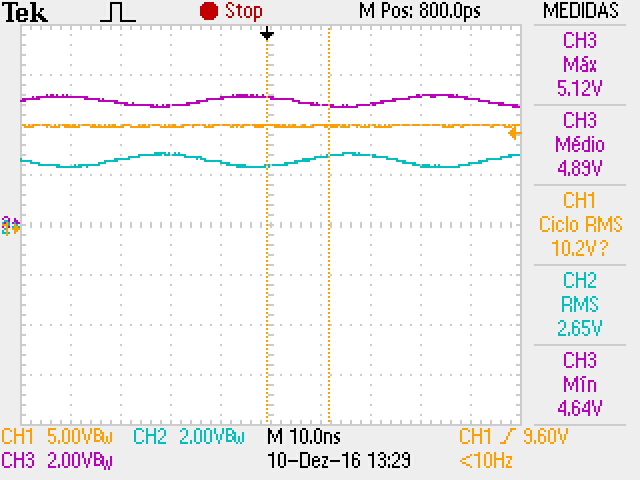 Tek Stop M Pos: 800.0ps MEDIDAS
CH3
Máx
5.12V
CH3
Médio
4.89V
CH1
Ciclo RMS
10.2V?
CH2
RMS
2.65V
CH3
Mín
4.64V
CH1 5.00VBw CH2 2.00VBw M 10.0ns CH1 9.60V
CH3 2.00VBw 10-Dez-16 13:29 <10Hz